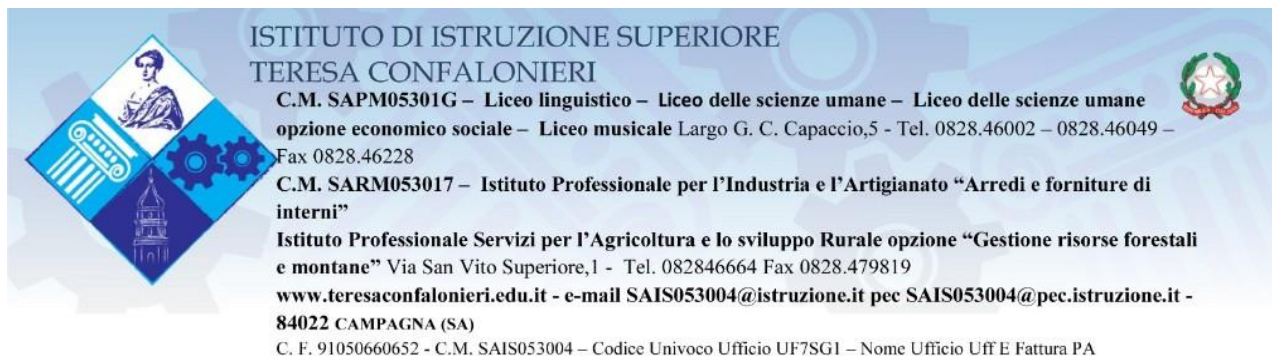 ISTITUTO DI ISTRUZIONE SUPERIORE
TERESA CONFALONIERI
C.M. SAPM05301G – Liceo linguistico – Liceo delle scienze umane – Liceo delle scienze umane
opzione economico sociale – Liceo musicale Largo G. C. Capaccio,5 - Tel. 0828.46002 – 0828.46049 –
Fax 0828.46228
C.M. SARM053017 – Istituto Professionale per l’Industria e l’Artigianato “Arredi e forniture di
interni”
Istituto Professionale Servizi per l’Agricoltura e lo sviluppo Rurale opzione “Gestione risorse forestali
e montane” Via San Vito Superiore,1 - Tel. 082846664 Fax 0828.479819
www.teresaconfalonieri.edu.it - e-mail SAIS053004@istruzione.it pec SAIS053004@pec.istruzione.it -
84022 CAMPAGNA (SA)
C. F. 91050660652 - C.M. SAIS053004 – Codice Univoco Ufficio UF7SG1 – Nome Ufficio Uff E Fattura PA